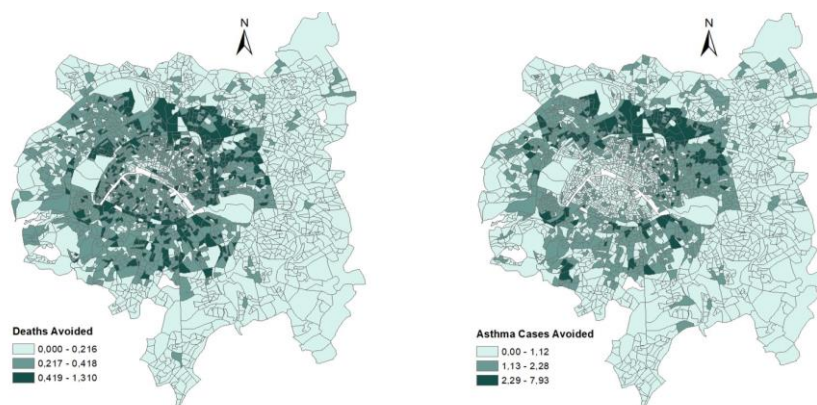 N
Deaths Avoided
0,000 - 0,216
0,217 - 0,418
0,419 - 1,310
N
Asthma Cases Avoided
0,00 - 1,12
1,13 - 2,28
2,29 - 7,93